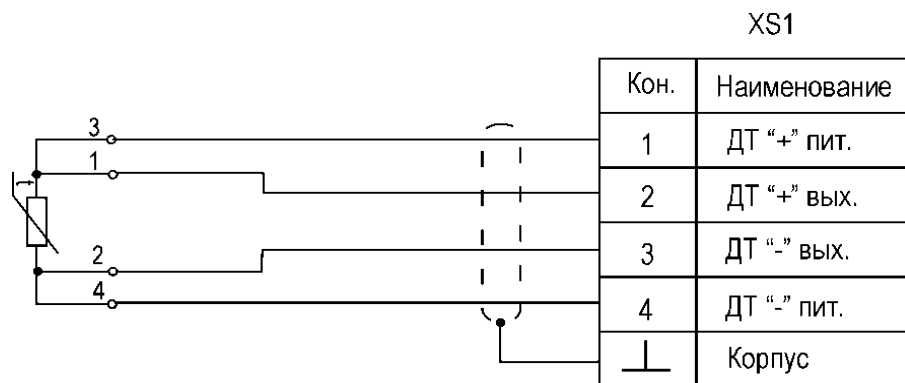 XS1
Кон. Наименование
3
1 ДТ "+" пит.
1
2 ДТ "+" вых.
t
2
3 ДТ "-" вых.
4
4 ДТ "-" пит.
Корпус